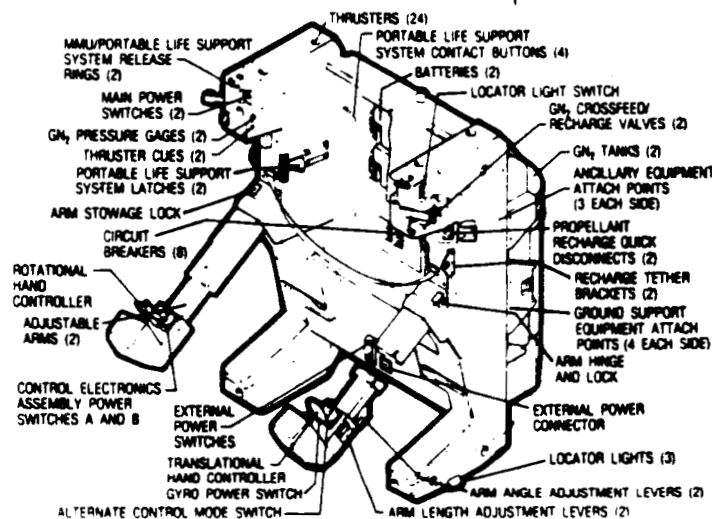 THRUSTERS (24)
MMU/PORTABLE LIFE SUPPORT
SYSTEM RELEASE
RINGS (2)
PORTABLE LIFE SUPPORT
SYSTEM CONTACT BUTTONS (4)
BATTERIES (2)
LOCATOR LIGHT SWITCH
MAIN POWER
SWITCHES (2)
GN₂ CROSSFEED/
RECHARGE VALVES (2)
GN₂ PRESSURE GAGES (2)
THRUSTER CUES (2)
PORTABLE LIFE SUPPORT
SYSTEM LATCHES (2)
GN₂ TANKS (2)
ANCILLARY EQUIPMENT
ATTACH POINTS
(3 EACH SIDE)
ARM STOWAGE LOCK
CIRCUIT
BREAKERS (8)
PROPELLANT
RECHARGE QUICK
DISCONNECTS (2)
ROTATIONAL
HAND
CONTROLLER
RECHARGE TETHER
BRACKETS (2)
ADJUSTABLE
ARMS (2)
GROUND SUPPORT
EQUIPMENT ATTACH
POINTS (4 EACH SIDE)
ARM HINGE
AND LOCK
CONTROL ELECTRONICS
ASSEMBLY POWER
SWITCHES A AND B
EXTERNAL
POWER
SWITCHES
EXTERNAL POWER
CONNECTOR
TRANSLATIONAL
HAND CONTROLLER
GYRO POWER SWITCH
LOCATOR LIGHTS (3)
ALTERNATE CONTROL MODE SWITCH
ARM ANGLE ADJUSTMENT LEVERS (2)
ARM LENGTH ADJUSTMENT LEVERS (2)